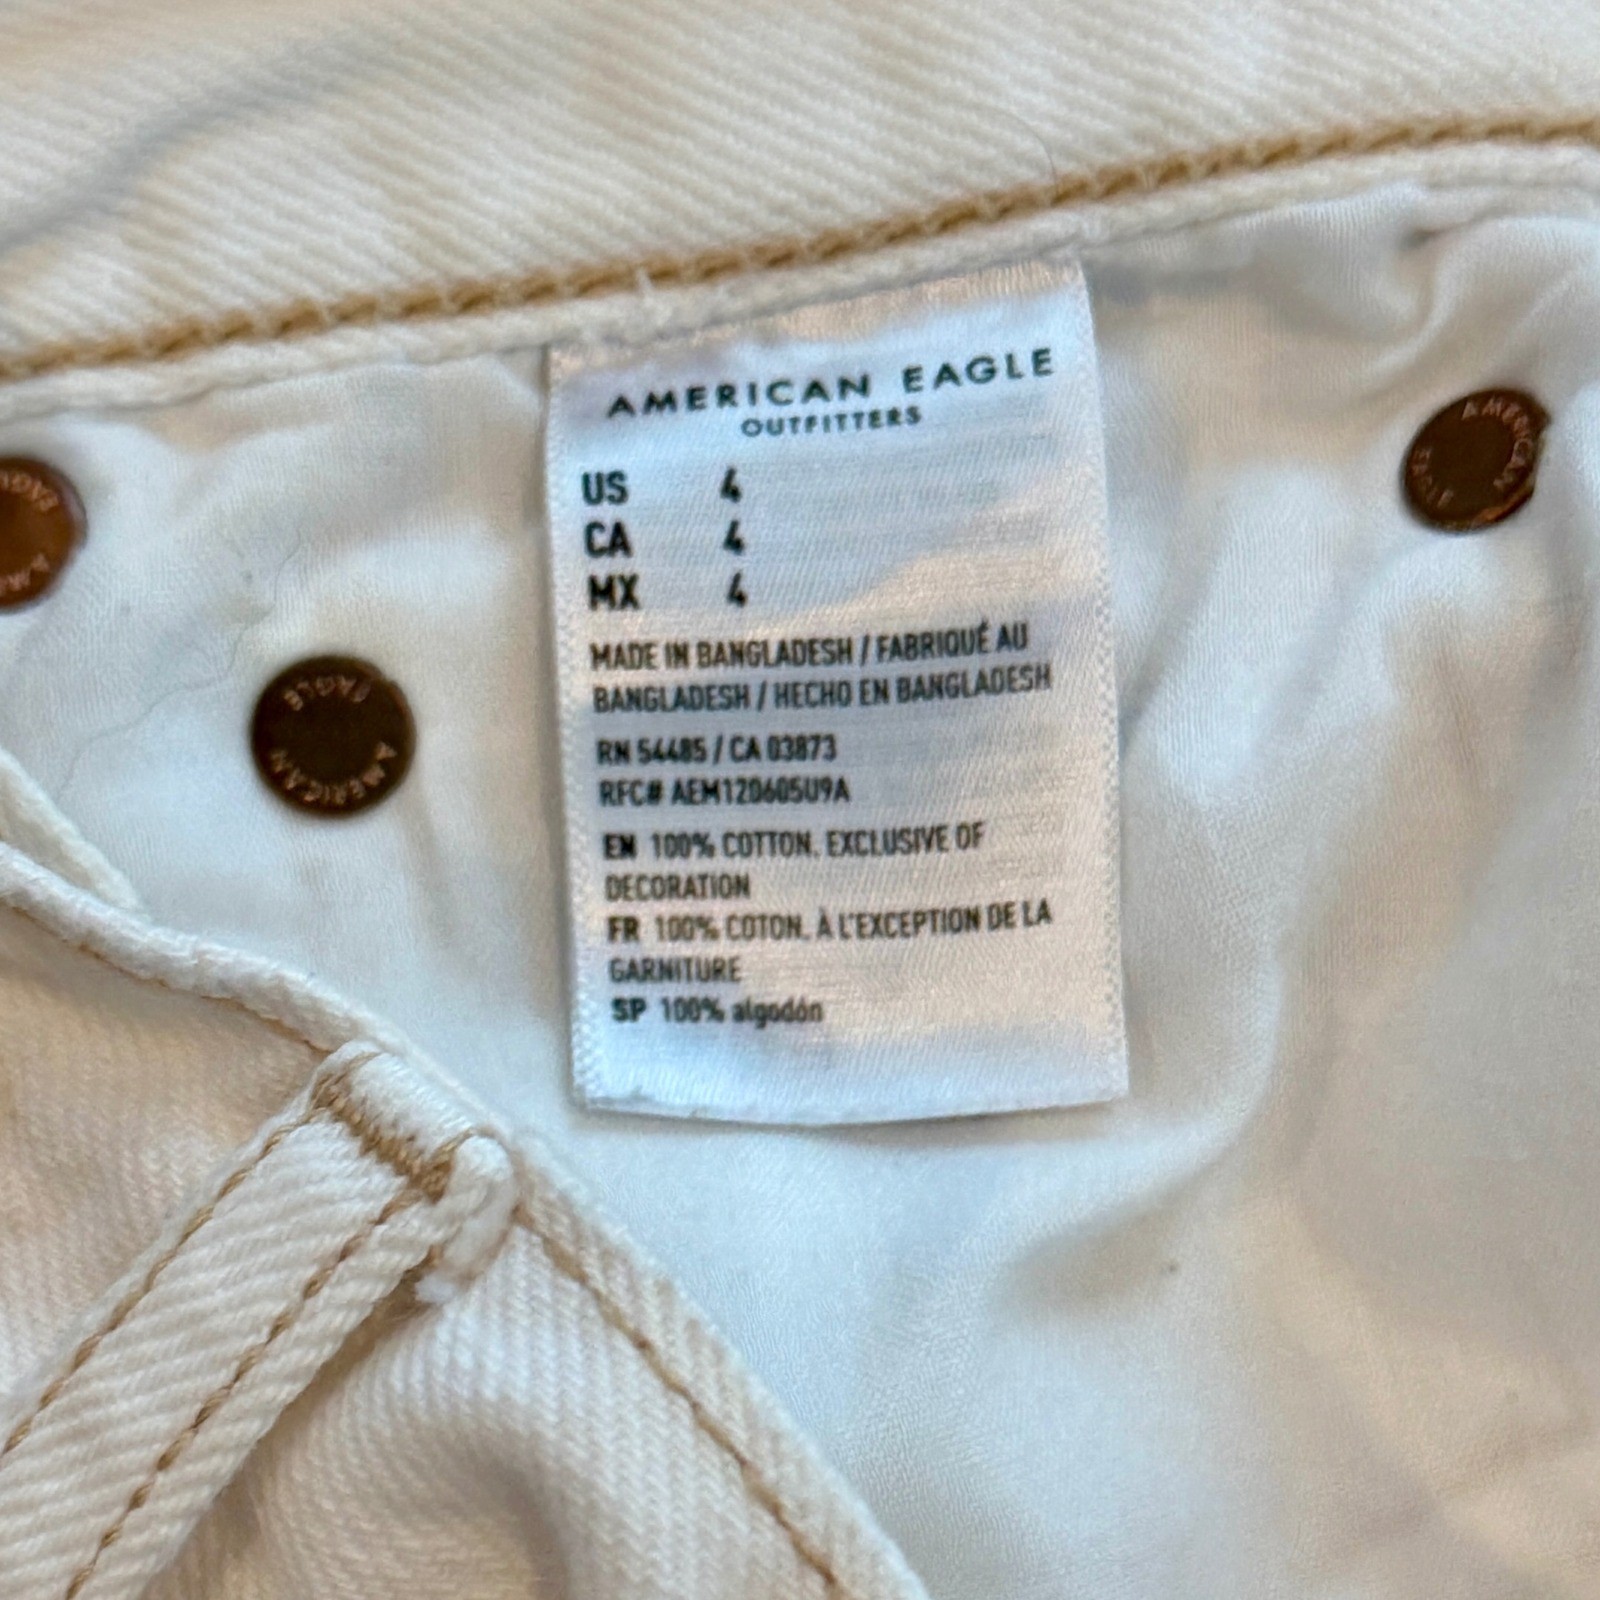 AMERICAN EAGLE
OUTFITTERS
US 4
CA 4
MX 4
MADE IN BANGLADESH / FABRIQUÉ AU
BANGLADESH / HECHO EN BANGLADESH
RN 54485 / CA 03873
RFC# AEM120605U9A
EN 100% COTTON. EXCLUSIVE OF
DECORATION
FR 100% COTON. À L'EXCEPTION DE LA
GARNITURE
SP 100% algodón
AMERICAN
EAGLE
AMERICAN
EAGLE